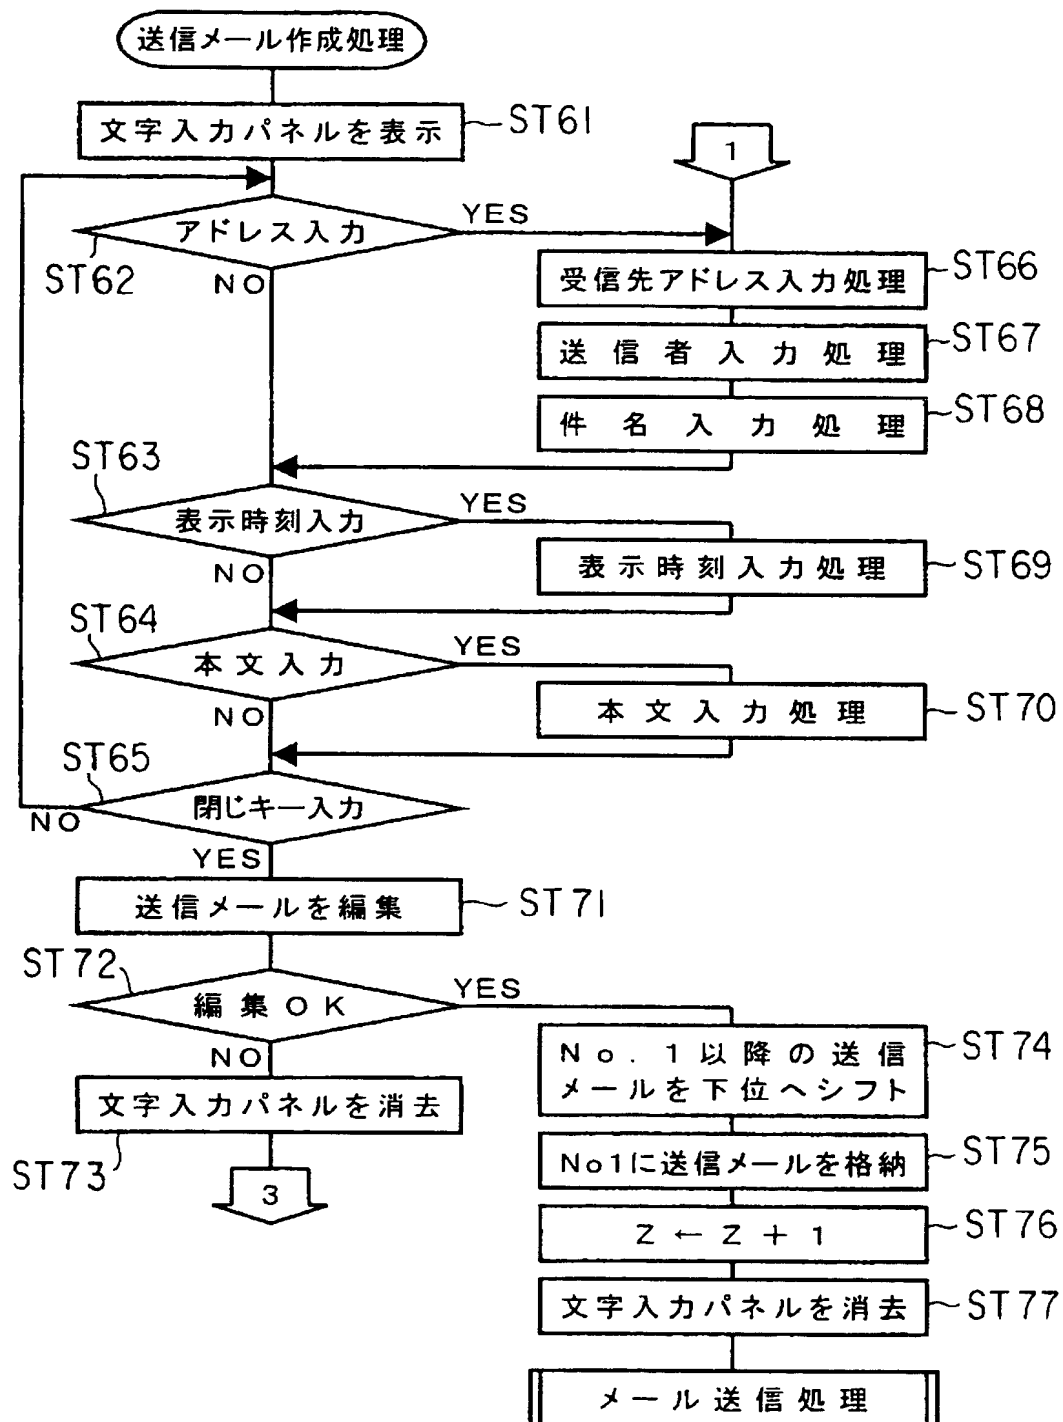 送信メール作成処理
文字入力パネルを表示
ST61
1
アドレス入力
YES
ST62
NO
受信先アドレス入力処理
ST66
送信者入力処理
ST67
件名入力処理
ST68
ST63
表示時刻入力
YES
NO
表示時刻入力処理
ST69
ST64
本文入力
YES
NO
本文入力処理
ST70
ST65
閉じキー入力
NO
YES
送信メールを編集
ST71
ST72
編集OK
YES
NO
No.1以降の送信
メールを下位へシフト
ST74
文字入力パネルを消去
ST73
3
No1に送信メールを格納
ST75
Z ← Z + 1
ST76
文字入力パネルを消去
ST77
メール送信処理